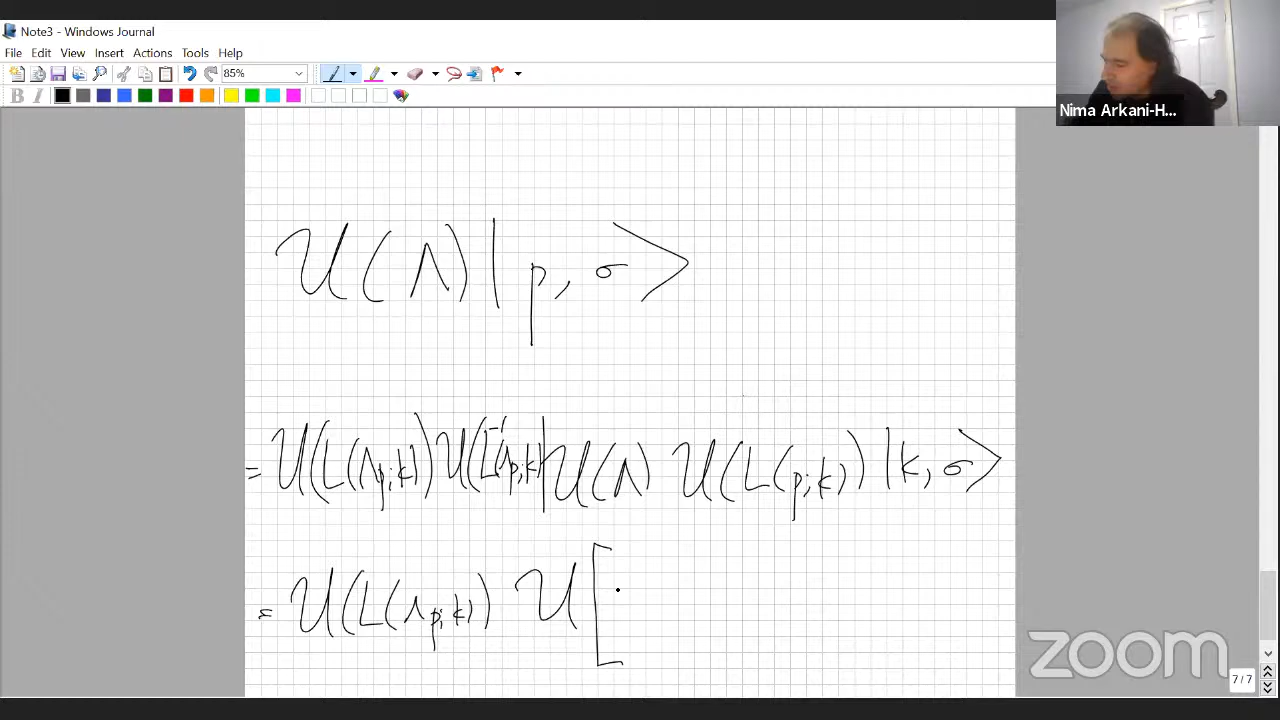 Note3 - Windows Journal
File Edit View Insert Actions Tools Help
85%
B I
Nima Arkani-H...
U(Λ)|p, σ⟩
= U(L(Λp;k)) U(L⁻¹(Λp;k)) U(Λ) U(L(p;k)) |k, σ⟩
= U(L(Λp;k)) U[
zoom
7 / 7